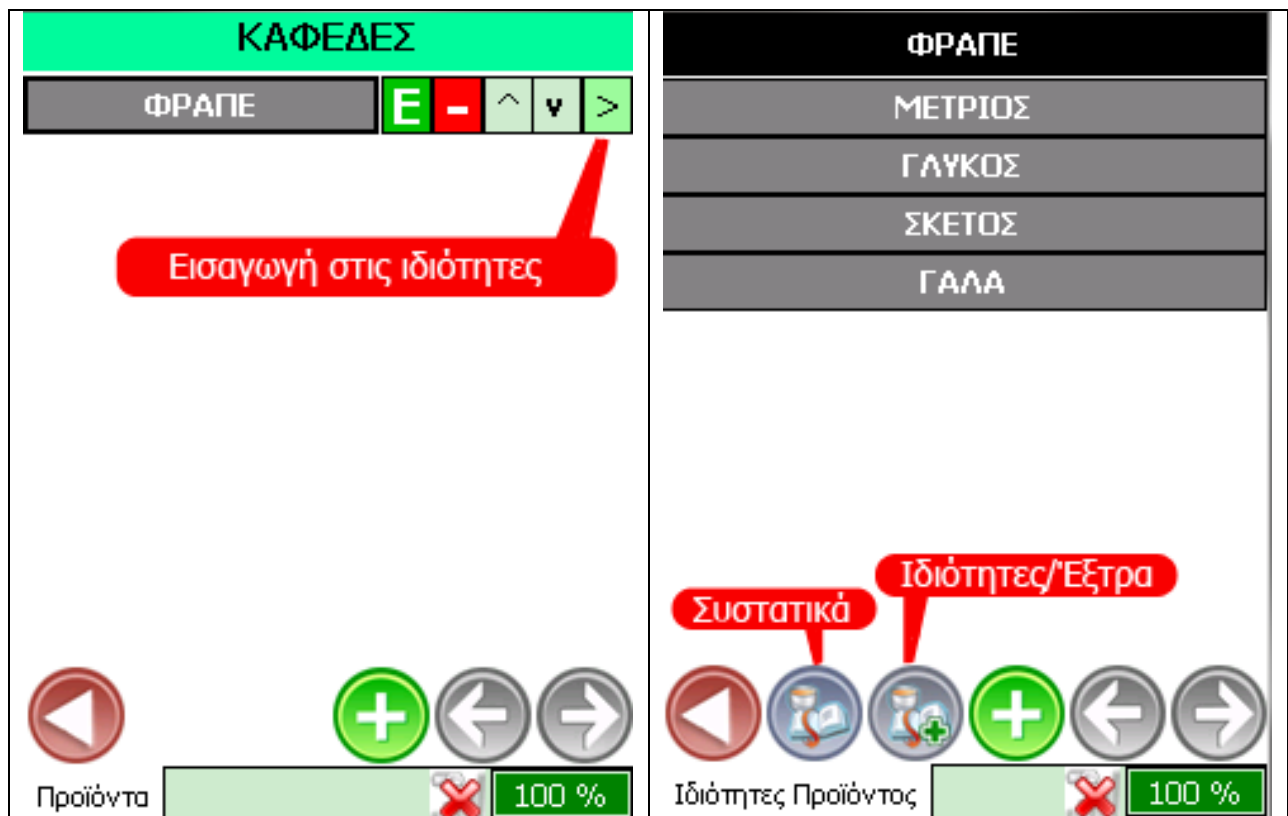 ΚΑΦΕΔΕΣ
ΦΡΑΠΕ E - ^ v >
Εισαγωγή στις ιδιότητες
Προϊόντα 100 %
ΦΡΑΠΕ
ΜΕΤΡΙΟΣ
ΓΛΥΚΟΣ
ΣΚΕΤΟΣ
ΓΑΛΑ
Ιδιότητες/Έξτρα
Συστατικά
Ιδιότητες Προϊόντος 100 %